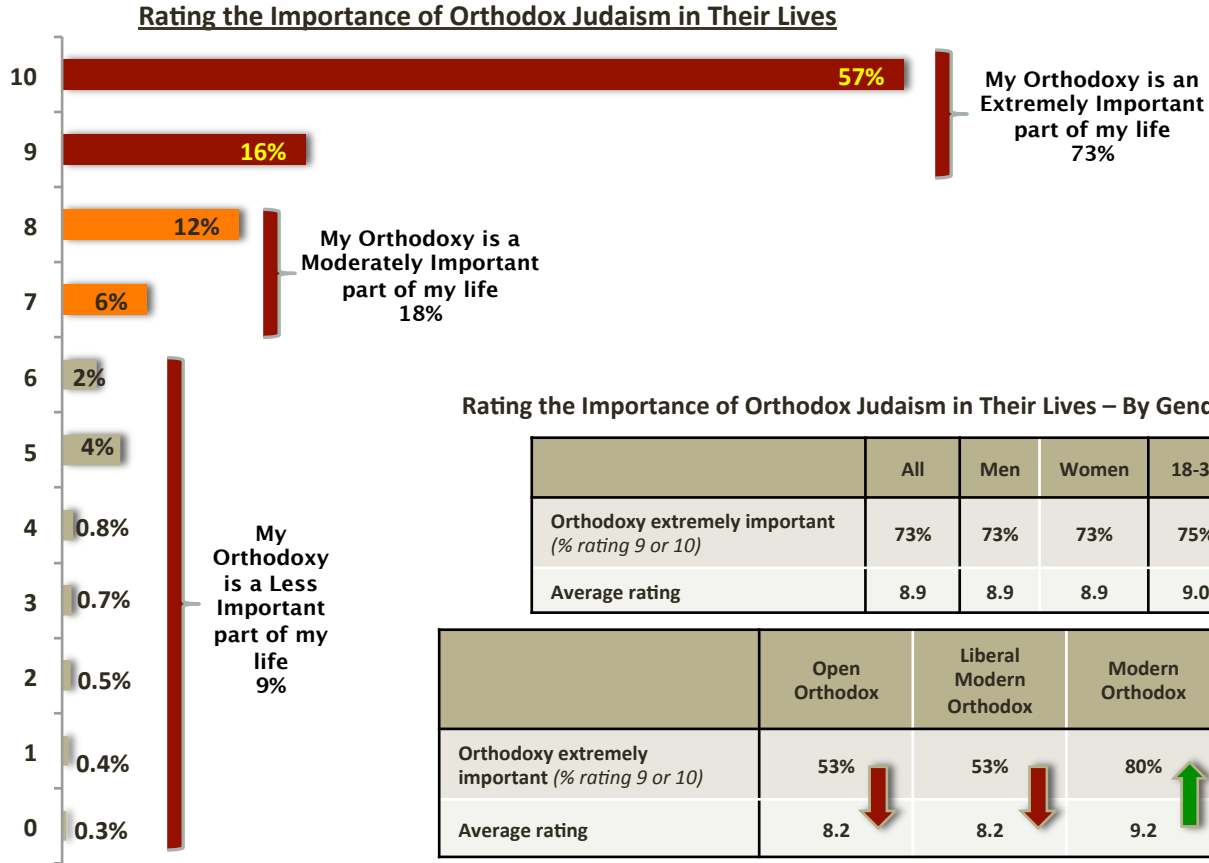 Rating the Importance of Orthodox Judaism in Their Lives
10
57%
My Orthodoxy is an
Extremely Important
part of my life
73%
9
16%
8
12%
My Orthodoxy is a
Moderately Important
part of my life
18%
7
6%
6
2%
5
4%
4
0.8%
3
0.7%
2
0.5%
1
0.4%
0
0.3%
My
Orthodoxy
is a Less
Important
part of my
life
9%
Rating the Importance of Orthodox Judaism in Their Lives – By Gend
All Men Women 18-3
Orthodoxy extremely important
(% rating 9 or 10)
73% 73% 73% 75%
Average rating 8.9 8.9 8.9 9.0
Open
Orthodox
Liberal
Modern
Orthodox
Modern
Orthodox
Orthodoxy extremely
important (% rating 9 or 10)
53% 53% 80%
Average rating 8.2 8.2 9.2